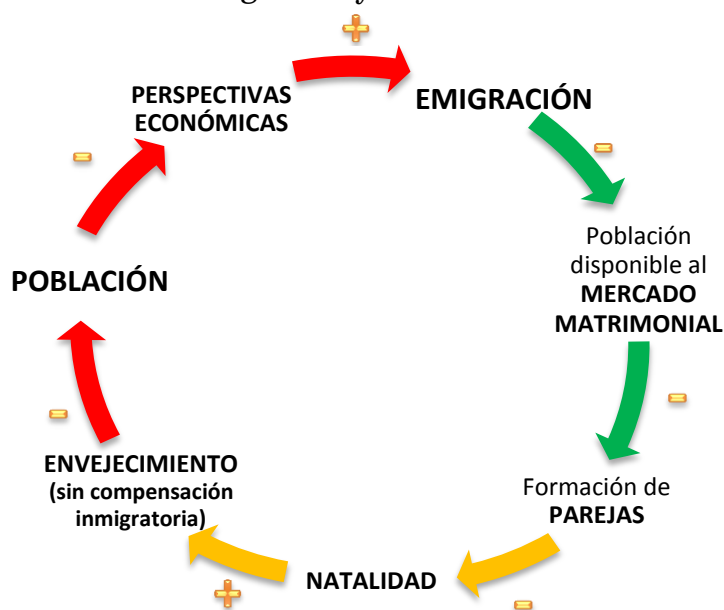 +
PERSPECTIVAS
ECONÓMICAS
EMIGRACIÓN
-
-
Población
disponible al
MERCADO
MATRIMONIAL
POBLACIÓN
-
-
ENVEJECIMIENTO
(sin compensación
inmigratoria)
Formación de
PAREJAS
NATALIDAD
+
-